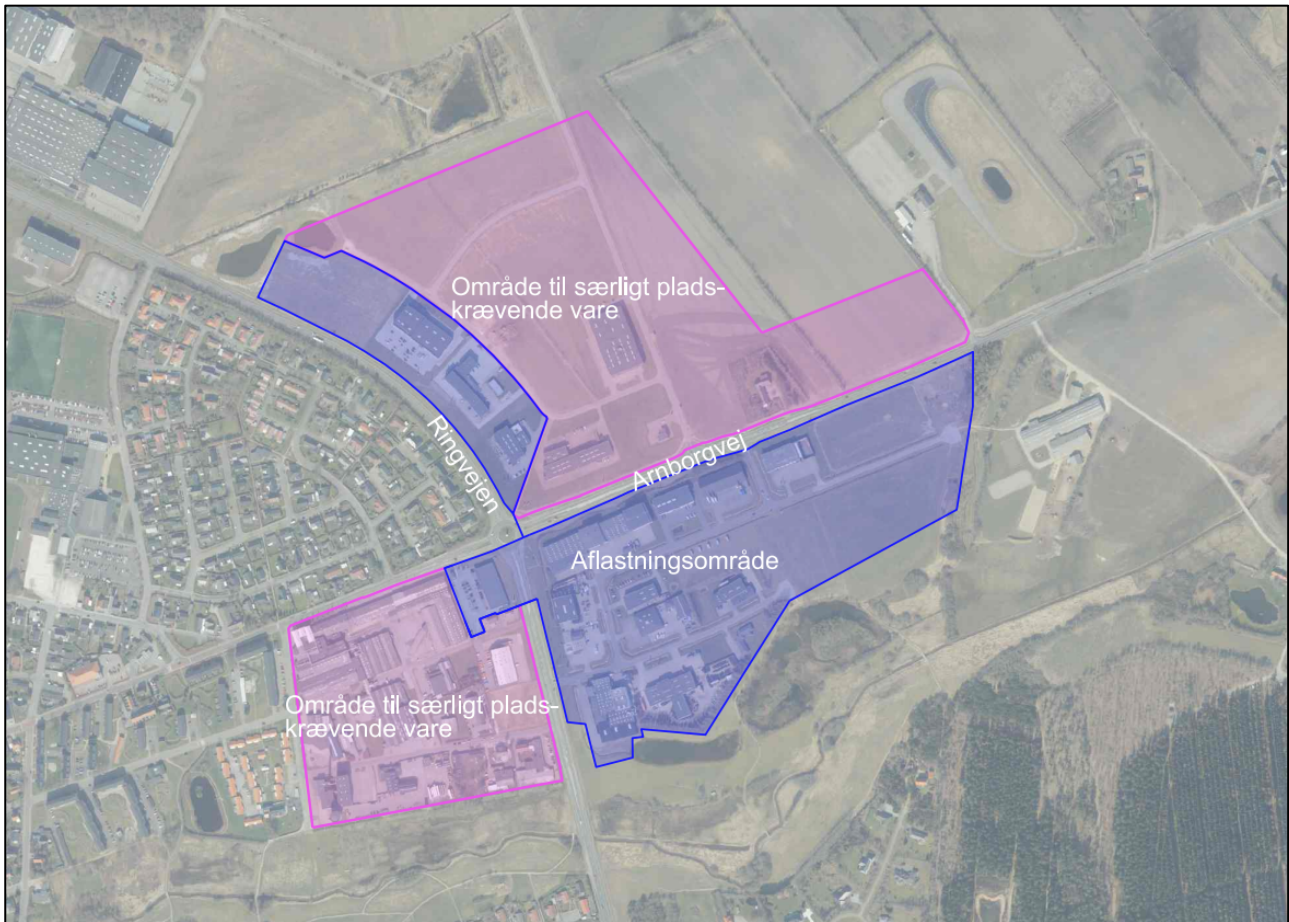 Område til særligt plads-
krævende vare
Ringvejen
Arnborgvej
Aflastningsområde
Område til særligt plads-
krævende vare